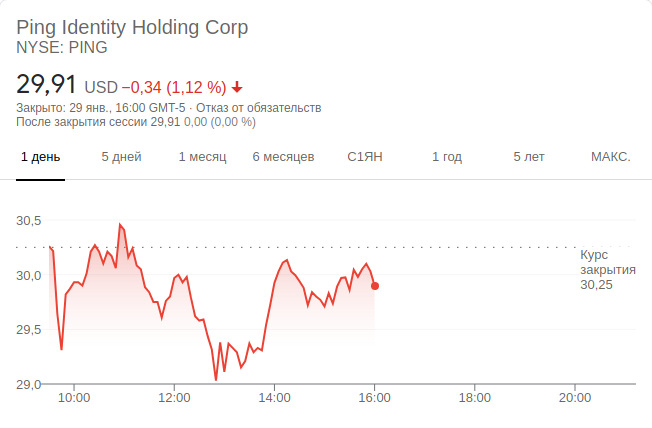 Ping Identity Holding Corp
NYSE: PING
29,91 USD −0,34 (1,12 %)
Закрыто: 29 янв., 16:00 GMT-5 · Отказ от обязательств
После закрытия сессии 29,91 0,00 (0,00 %)
1 день 5 дней 1 месяц 6 месяцев С1ЯН 1 год 5 лет МАКС.
30,5
Курс
закрытия
30,25
30,0
29,5
29,0
10:00 12:00 14:00 16:00 18:00 20:00